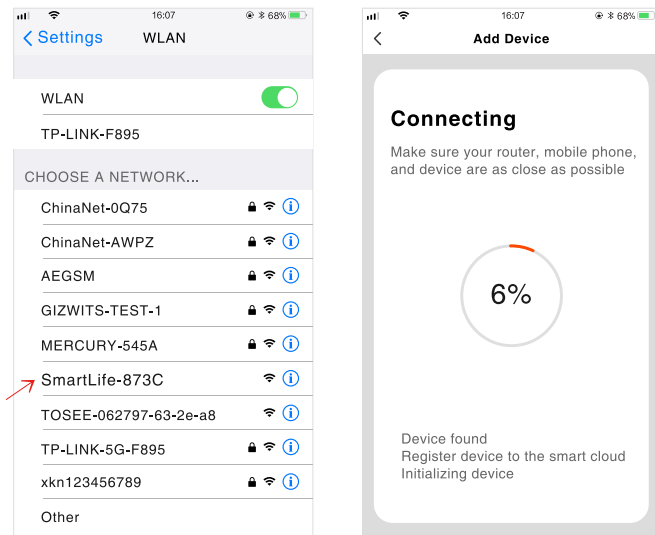 16:07
68%
Settings
WLAN
WLAN
TP-LINK-F895
CHOOSE A NETWORK...
ChinaNet-0Q75
ChinaNet-AWPZ
AEGSM
GIZWITS-TEST-1
MERCURY-545A
SmartLife-873C
TOSEE-062797-63-2e-a8
TP-LINK-5G-F895
xkn123456789
Other
16:07
68%
Add Device
Connecting
Make sure your router, mobile phone,
and device are as close as possible
6%
Device found
Register device to the smart cloud
Initializing device